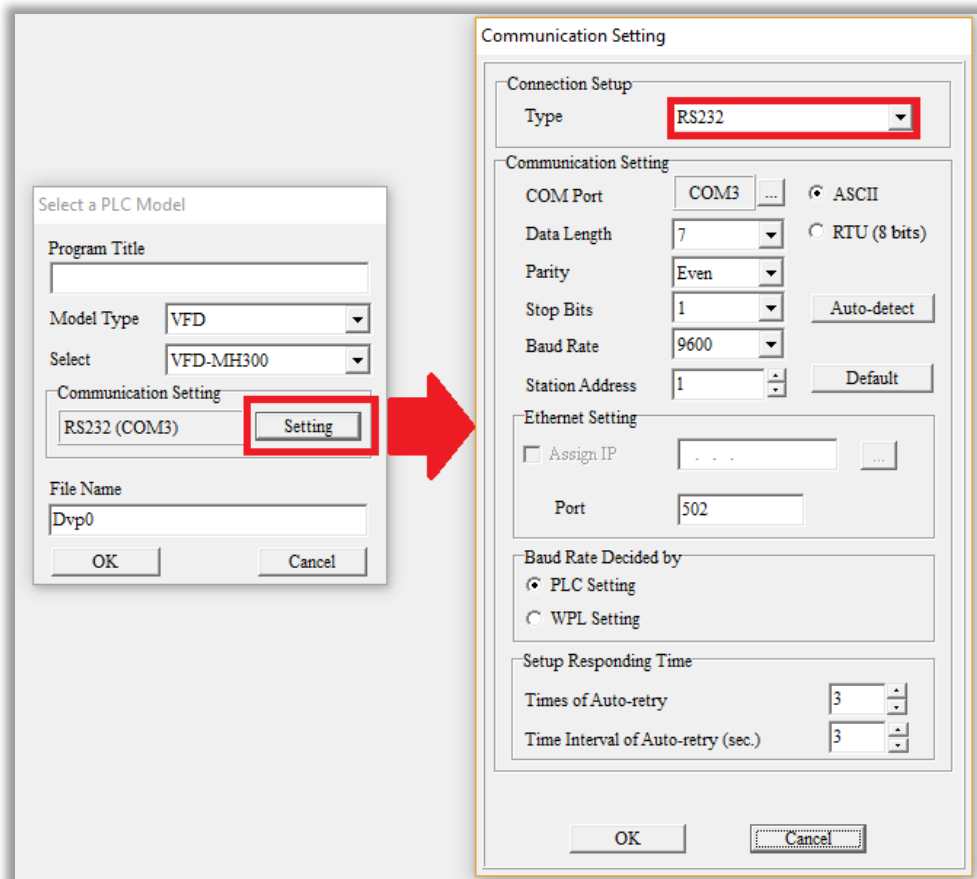 Select a PLC Model
Program Title
Model Type VFD
Select VFD-MH300
Communication Setting
RS232 (COM3) Setting
File Name
Dvp0
OK Cancel
Communication Setting
Connection Setup
Type RS232
Communication Setting
COM Port COM3 ... ASCII
Data Length 7 RTU (8 bits)
Parity Even
Stop Bits 1 Auto-detect
Baud Rate 9600
Station Address 1 Default
Ethernet Setting
Assign IP . . . ...
Port 502
Baud Rate Decided by
PLC Setting
WPL Setting
Setup Responding Time
Times of Auto-retry 3
Time Interval of Auto-retry (sec.) 3
OK Cancel